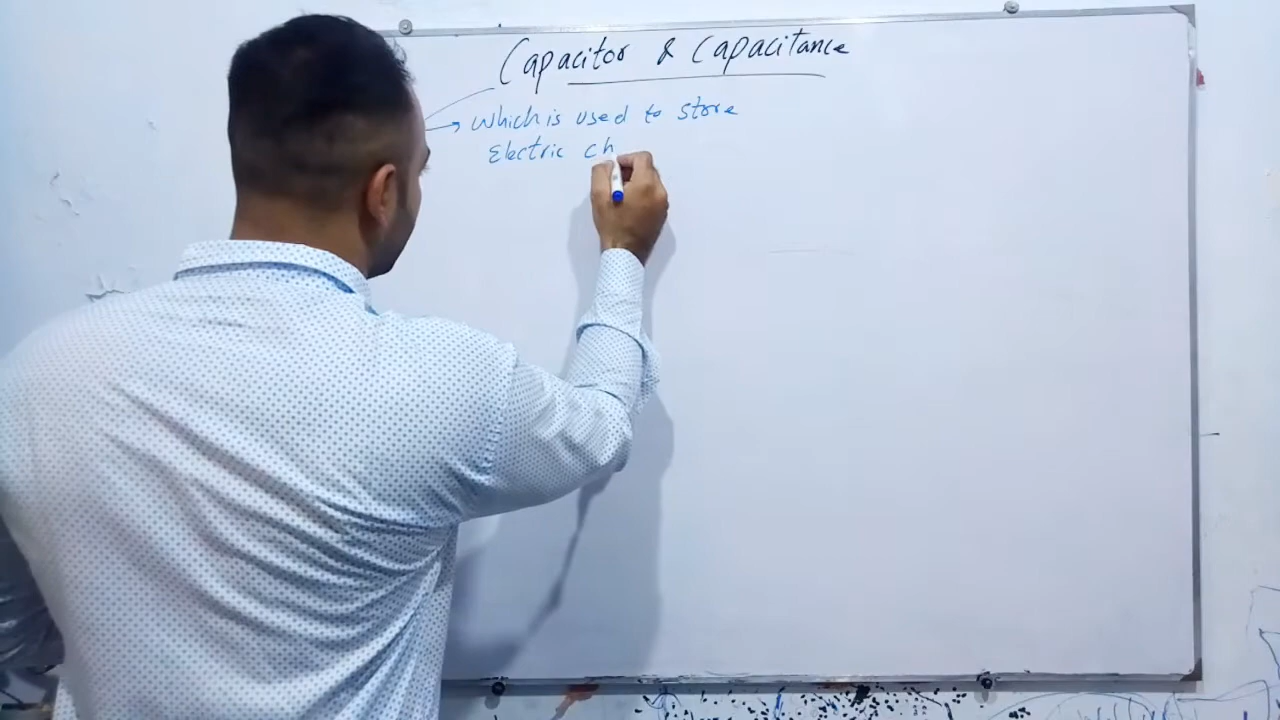 Capacitor & Capacitance
Which is used to store
Electric ch